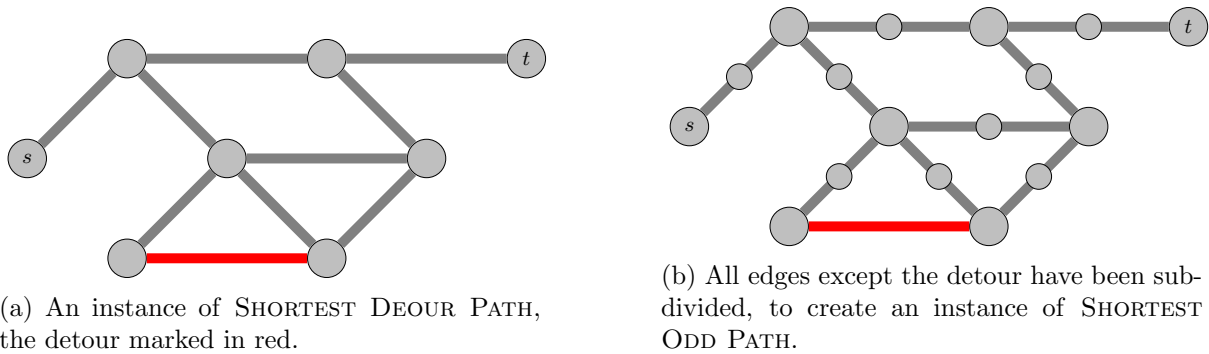 t
s
t
s
(a) An instance of SHORTEST DEOUR PATH,
the detour marked in red.
(b) All edges except the detour have been sub-
divided, to create an instance of SHORTEST
ODD PATH.